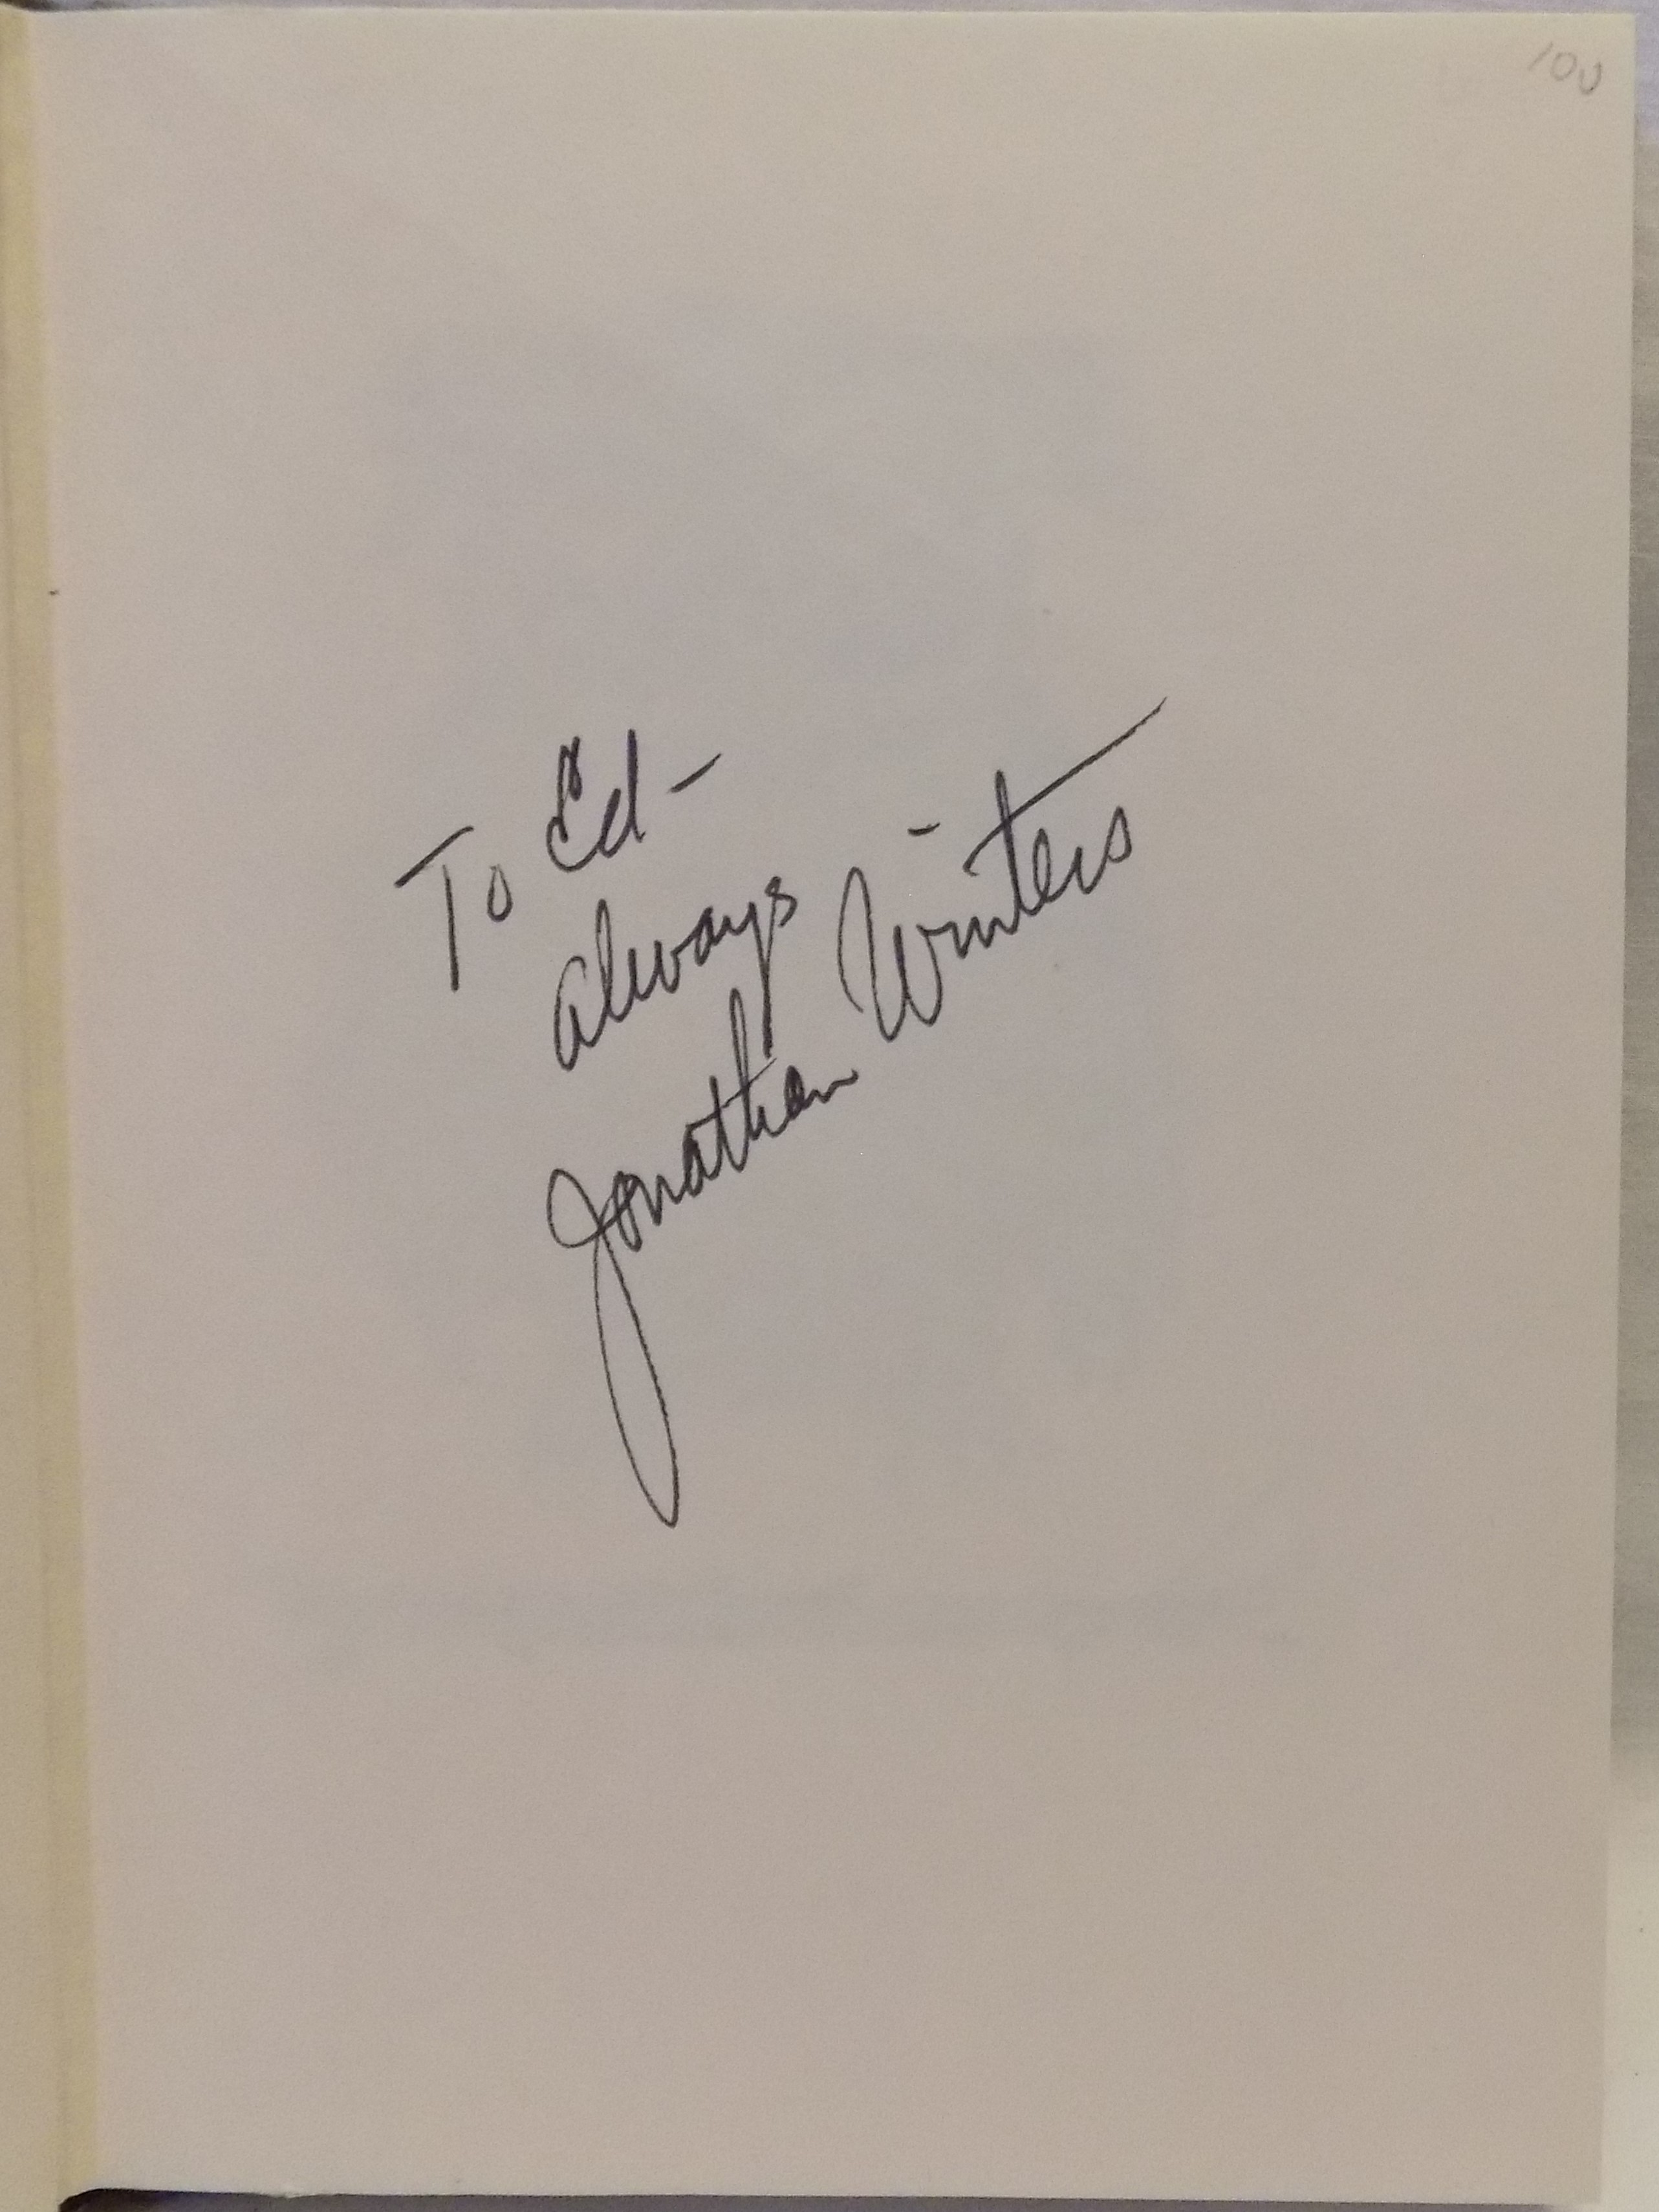 100
To Ed -
always
Jonathan Winters